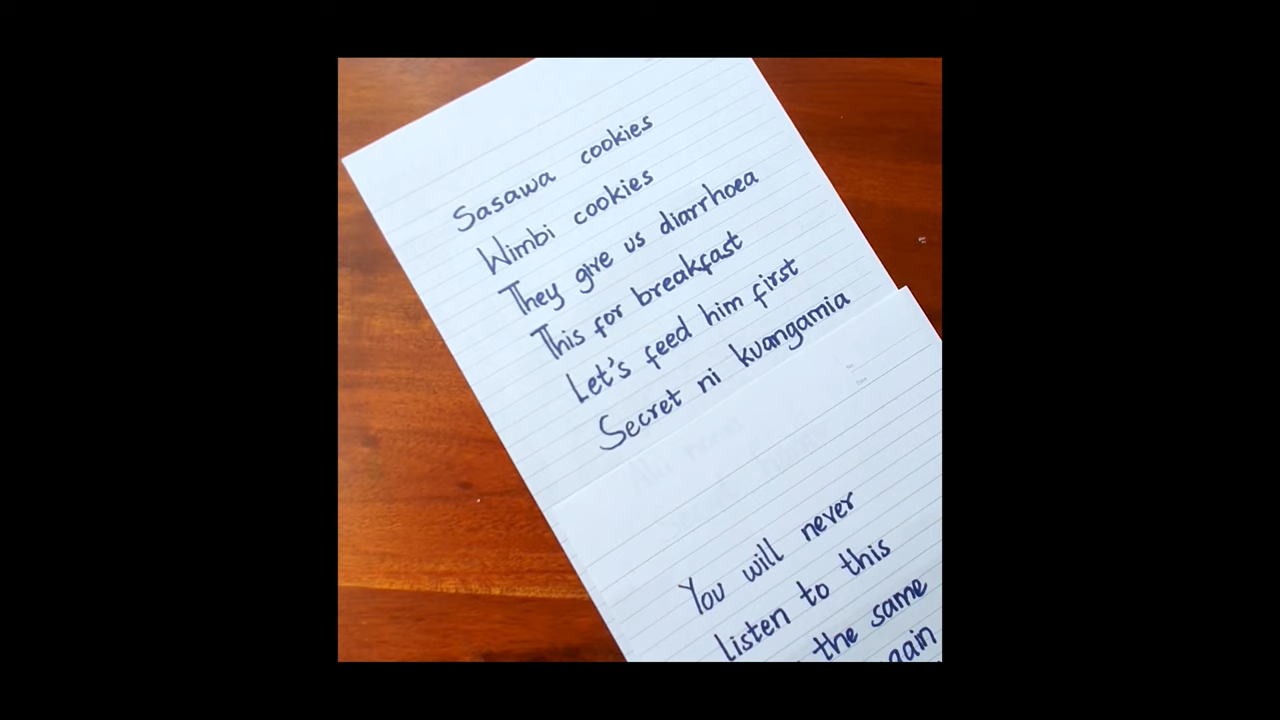 Sasawa cookies
Wimbi cookies
They give us diarrhoea
This for breakfast
Let's feed him first
Secret ni kuangamia
You will never
listen to this
the same